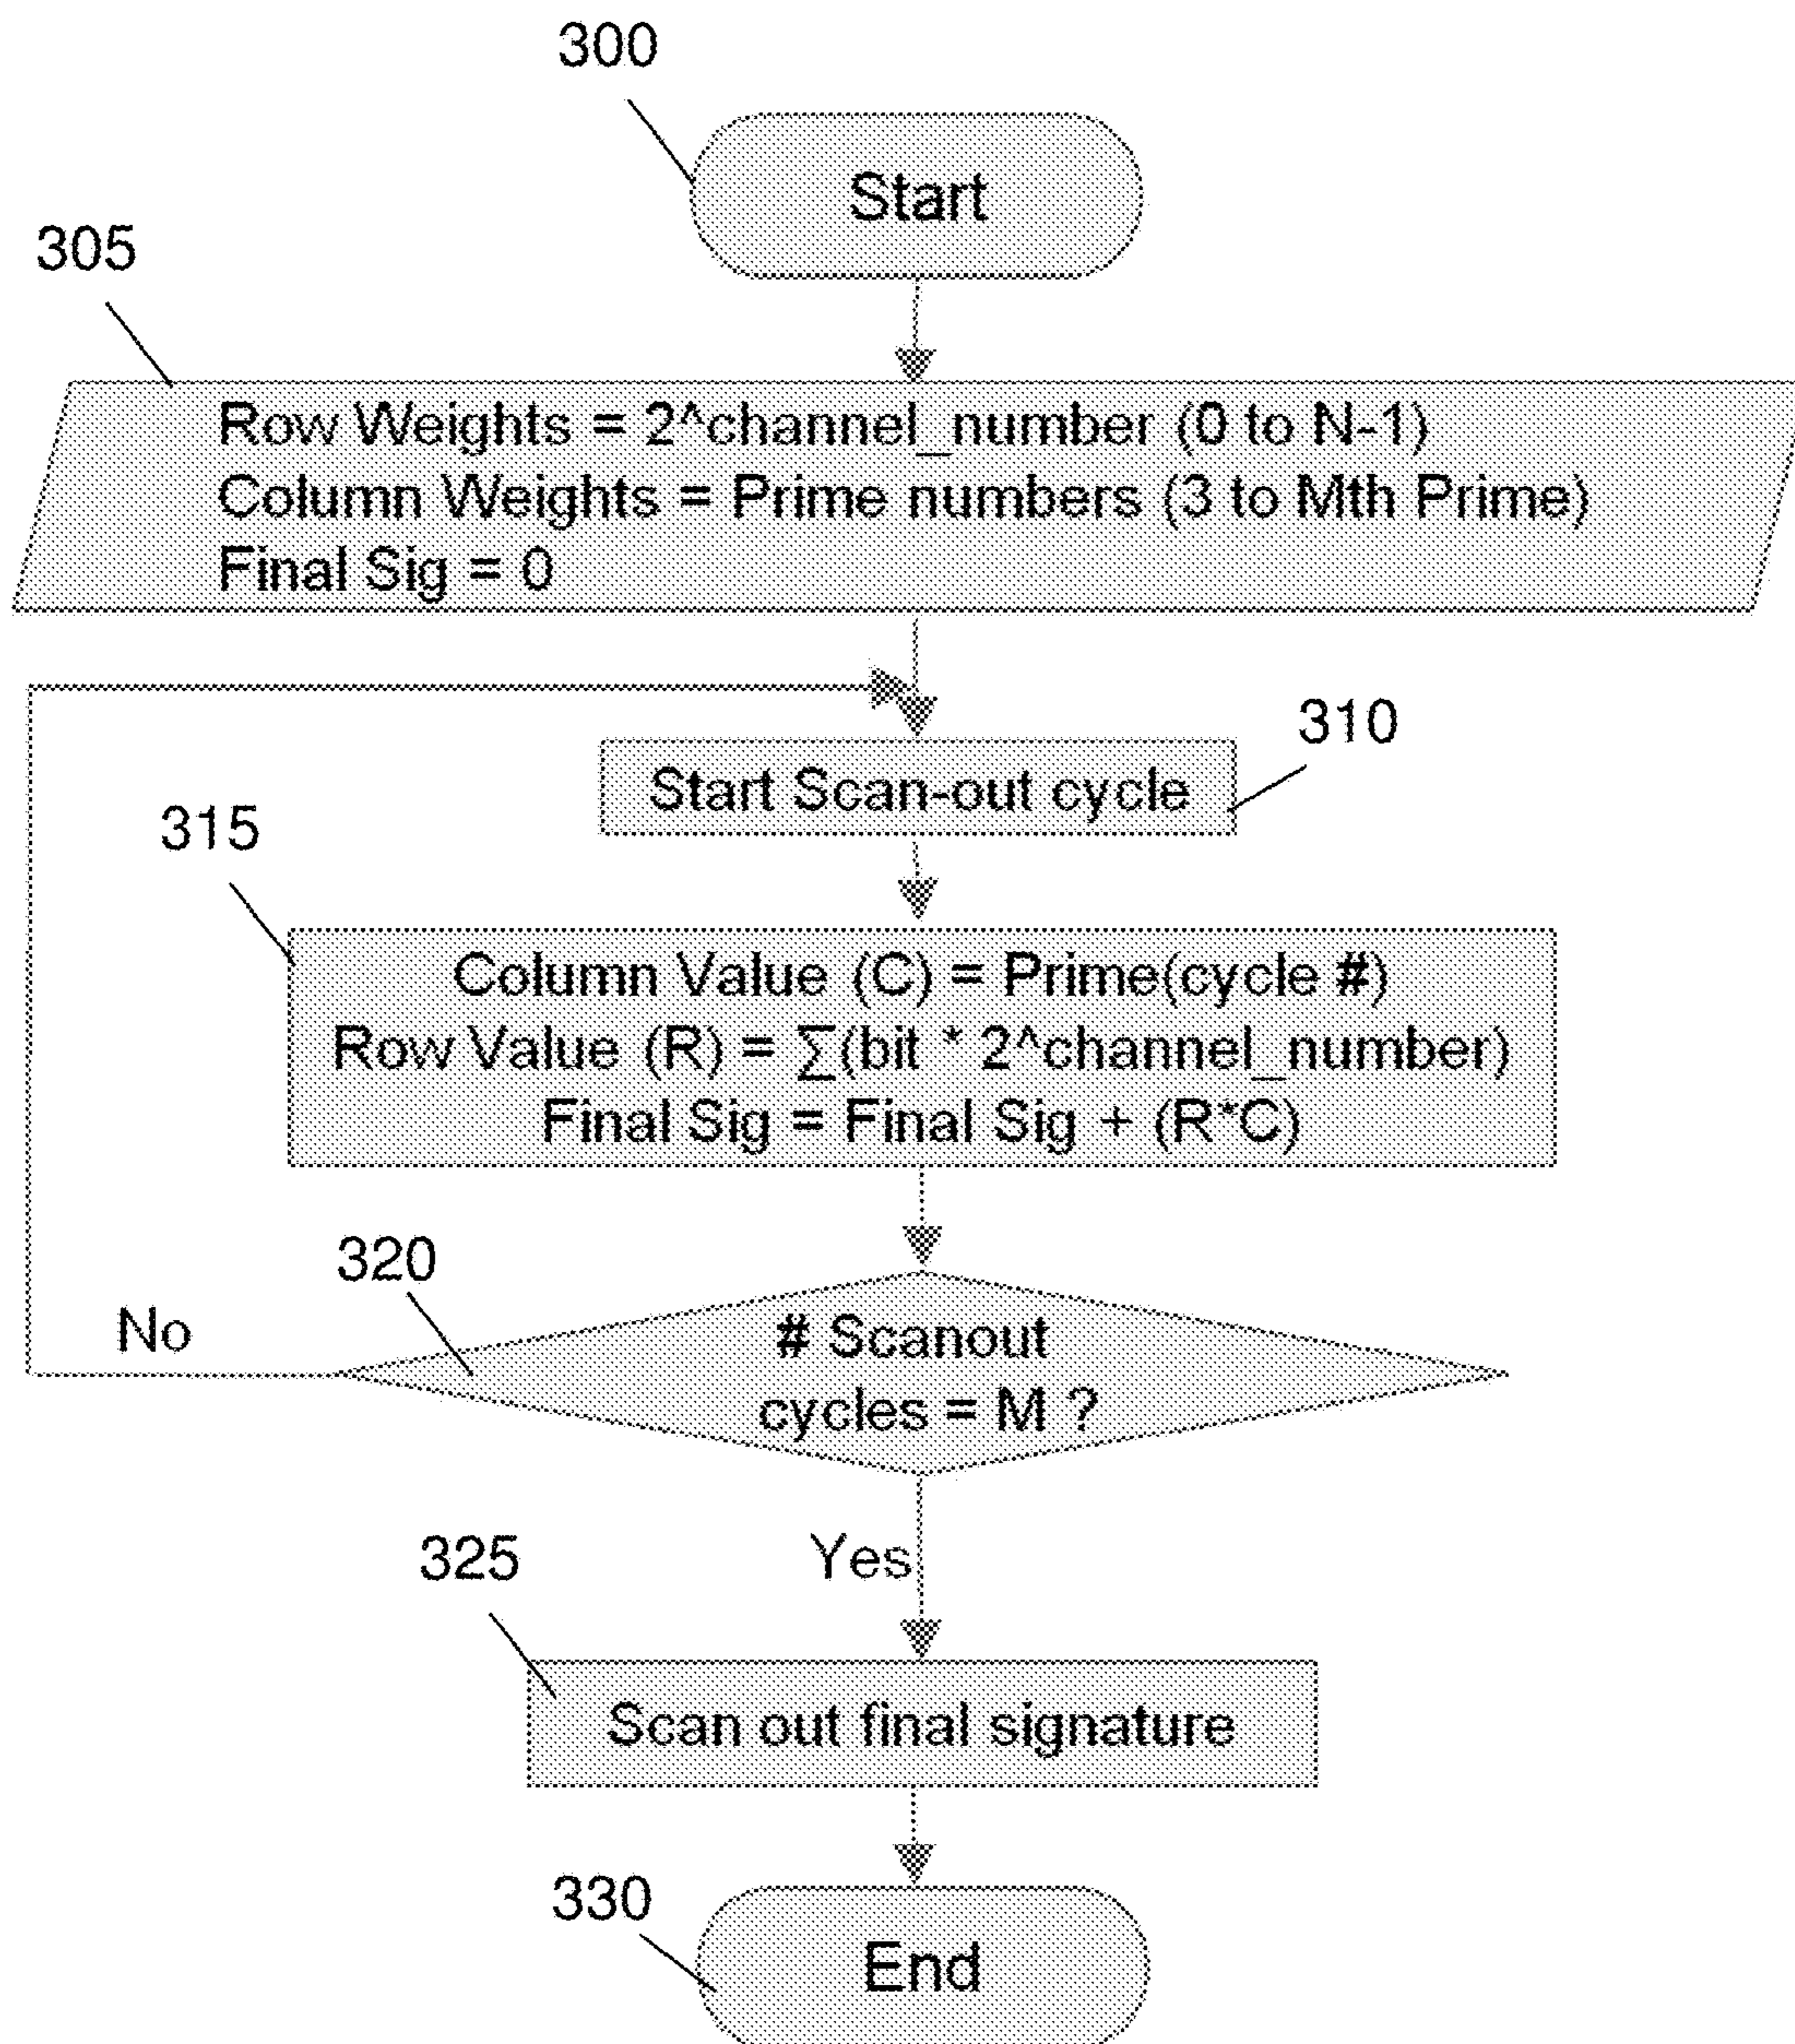 300
Start
305
Row Weights = 2^channel_number (0 to N-1)
Column Weights = Prime numbers (3 to Mth Prime)
Final Sig = 0
310
Start Scan-out cycle
315
Column Value (C) = Prime(cycle #)
Row Value (R) = ∑(bit * 2^channel_number)
Final Sig = Final Sig + (R*C)
320
No
# Scanout
cycles = M ?
Yes
325
Scan out final signature
330
End